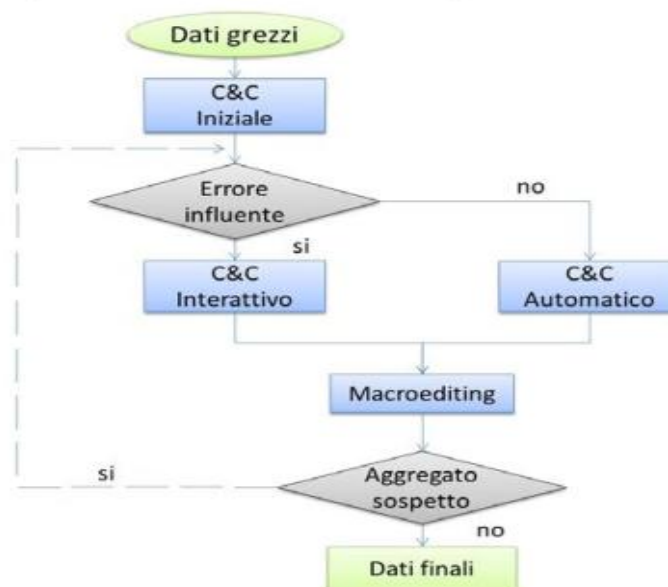 Dati grezzi
C&C
Iniziale
Errore
influente
no
si
C&C
Interattivo
C&C
Automatico
Macroediting
si
Aggregato
sospetto
no
Dati finali